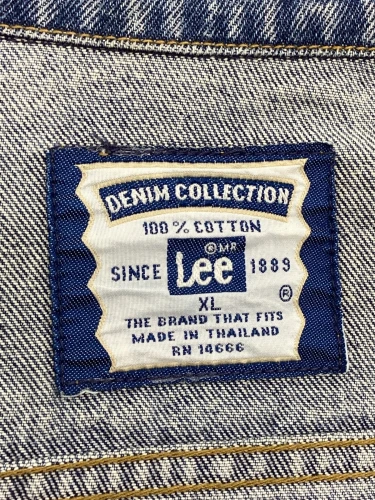 DENIM COLLECTION
100% COTTON
© MR
SINCE Lee 1889
XL ®
THE BRAND THAT FITS
MADE IN THAILAND
RN 14666